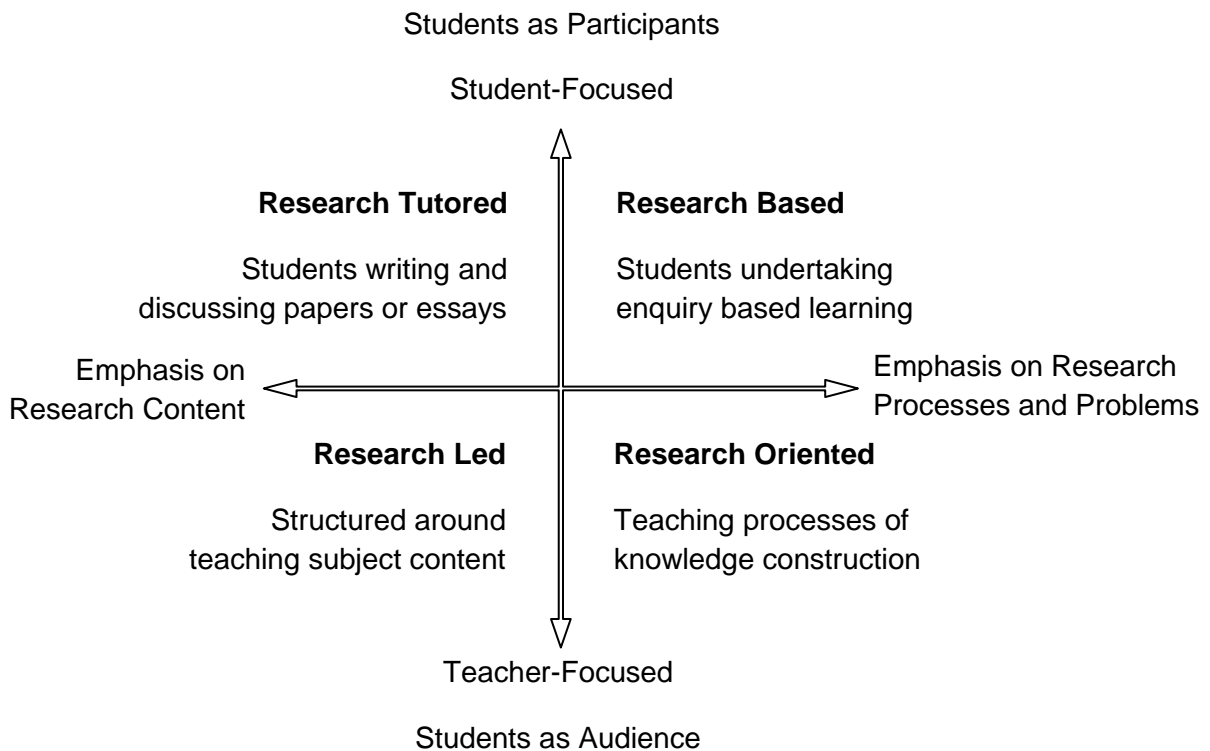 Students as Participants
Student-Focused
Research Tutored
Students writing and
discussing papers or essays
Research Based
Students undertaking
enquiry based learning
Emphasis on
Research Content
Emphasis on Research
Processes and Problems
Research Led
Structured around
teaching subject content
Research Oriented
Teaching processes of
knowledge construction
Teacher-Focused
Students as Audience